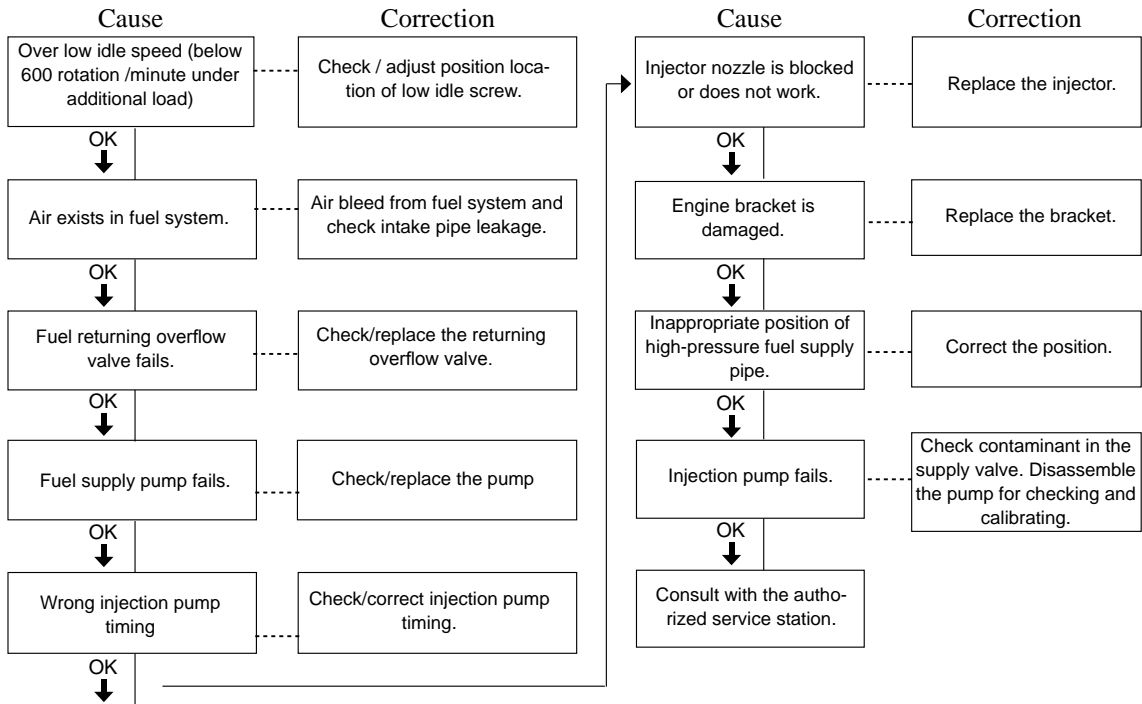 Cause
Correction
Over low idle speed (below
600 rotation /minute under
additional load)
Check / adjust position loca-
tion of low idle screw.
OK
Air exists in fuel system.
Air bleed from fuel system and
check intake pipe leakage.
OK
Fuel returning overflow
valve fails.
Check/replace the returning
overflow valve.
OK
Fuel supply pump fails.
Check/replace the pump
OK
Wrong injection pump
timing
Check/correct injection pump
timing.
OK
Cause
Correction
Injector nozzle is blocked
or does not work.
Replace the injector.
OK
Engine bracket is
damaged.
Replace the bracket.
OK
Inappropriate position of
high-pressure fuel supply
pipe.
Correct the position.
OK
Injection pump fails.
Check contaminant in the
supply valve. Disassemble
the pump for checking and
calibrating.
OK
Consult with the autho-
rized service station.